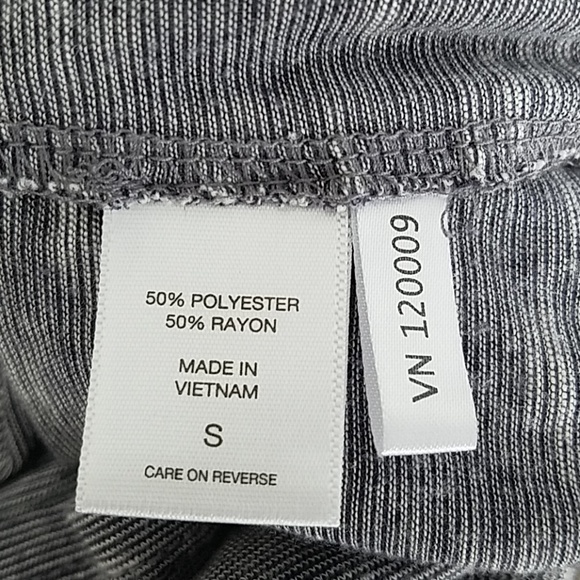 50% POLYESTER
50% RAYON
MADE IN
VIETNAM
S
CARE ON REVERSE
VN 120009